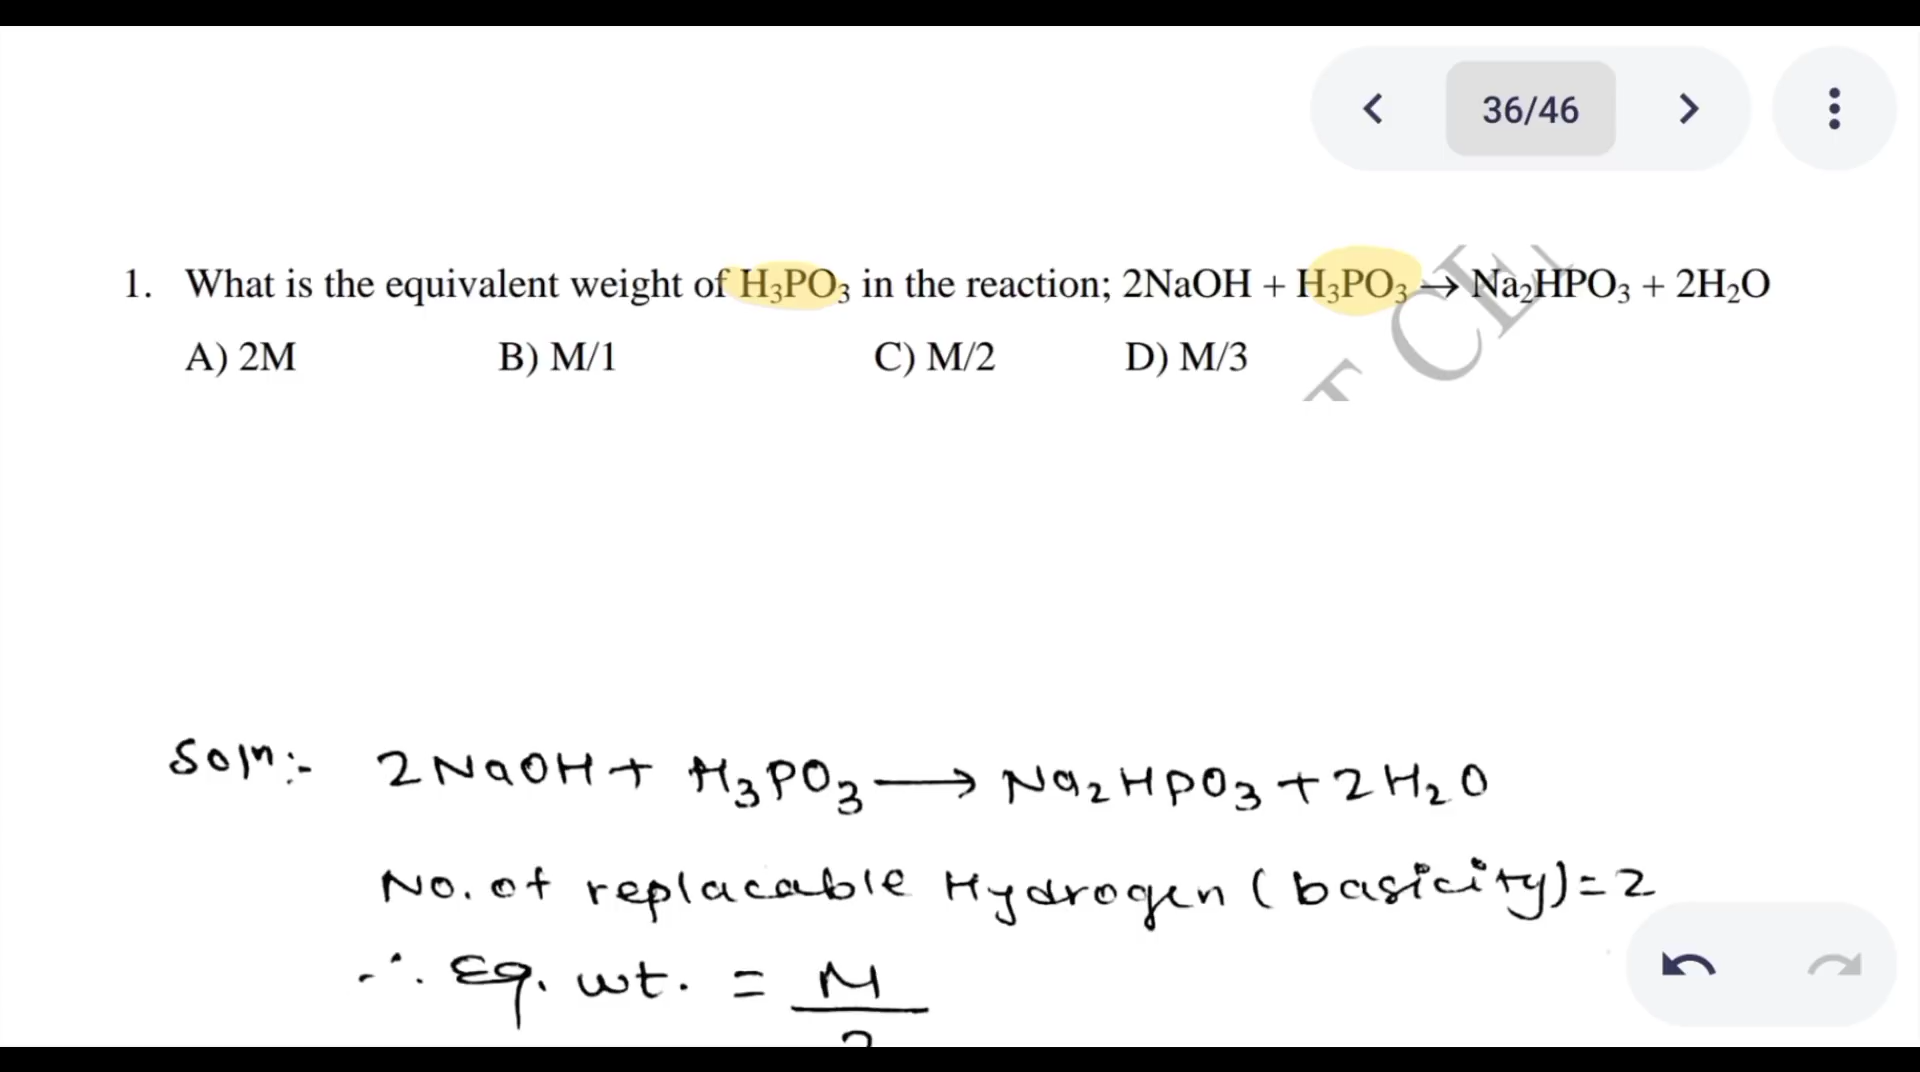 36/46
1. What is the equivalent weight of H₃PO₃ in the reaction; 2NaOH + H₃PO₃ → Na₂HPO₃ + 2H₂O
A) 2M B) M/1 C) M/2 D) M/3
T CE
Soln:- 2NaOH + H₃PO₃ → Na₂HPO₃ + 2H₂O
No. of replacable Hydrogen (basicity) = 2
∴ Eq. wt. = M